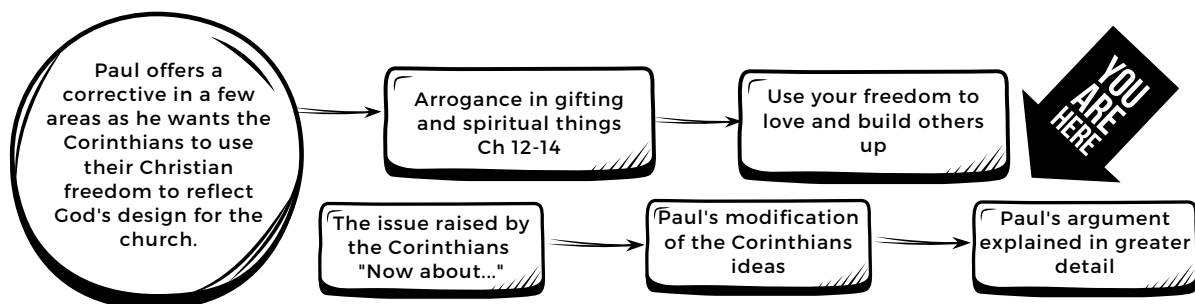 Paul offers a
corrective in a few
areas as he wants the
Corinthians to use
their Christian
freedom to reflect
God's design for the
church.
Arrogance in gifting
and spiritual things
Ch 12-14
Use your freedom to
love and build others
up
YOU
ARE
HERE
The issue raised by
the Corinthians
"Now about..."
Paul's modification
of the Corinthians
ideas
Paul's argument
explained in greater
detail